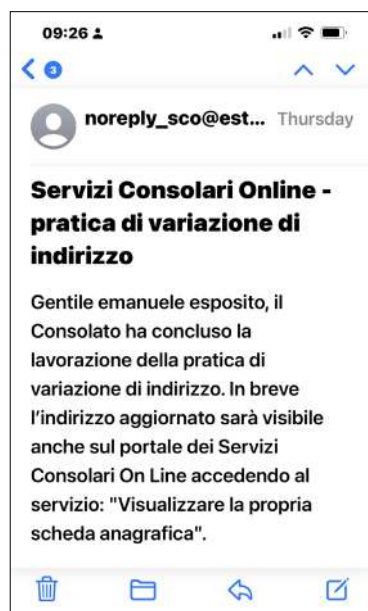 09:26
3
noreply_sco@est... Thursday
Servizi Consolari Online -
pratica di variazione di
indirizzo
Gentile emanuele esposito, il
Consolato ha concluso la
lavorazione della pratica di
variazione di indirizzo. In breve
l'indirizzo aggiornato sarà visibile
anche sul portale dei Servizi
Consolari On Line accedendo al
servizio: "Visualizzare la propria
scheda anagrafica".